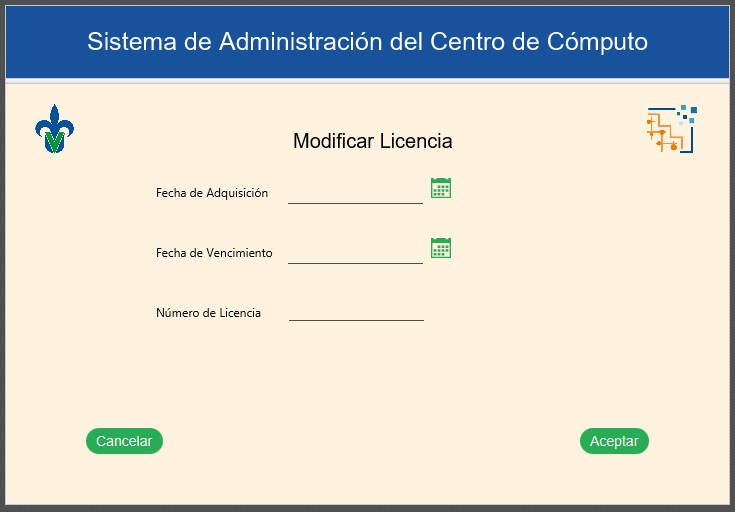 Sistema de Administración del Centro de Cómputo
Modificar Licencia
Fecha de Adquisición
Fecha de Vencimiento
Número de Licencia
Cancelar
Aceptar